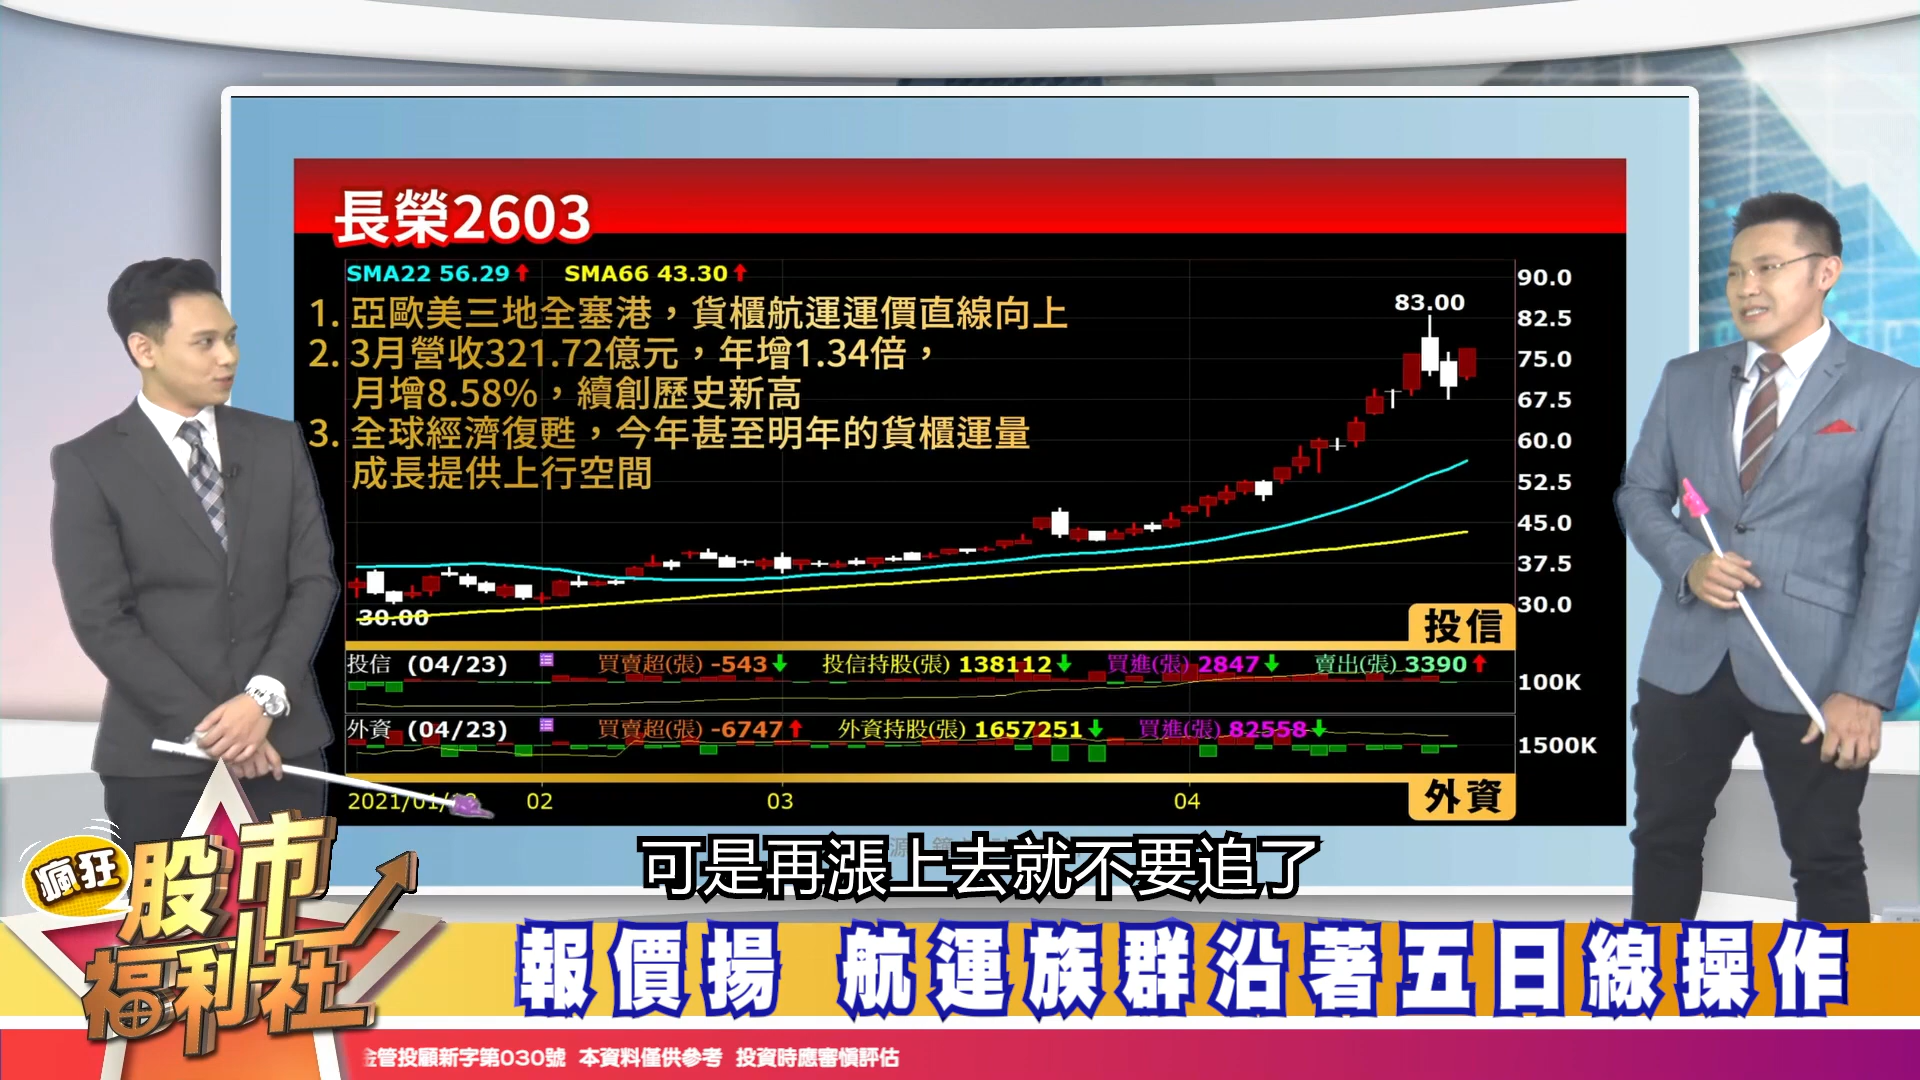 長榮2603
SMA22 56.29 SMA66 43.30
1. 亞歐美三地全塞港，貨櫃航運運價直線向上
2. 3月營收321.72億元，年增1.34倍，
月增8.58%，續創歷史新高
3. 全球經濟復甦，今年甚至明年的貨櫃運量
成長提供上行空間
83.00
30.00
90.0
82.5
75.0
67.5
60.0
52.5
45.0
37.5
30.0
投信
投信 (04/23) 買賣超(張) -543 投信持股(張) 138112 買進(張) 2847 賣出(張) 3390
100K
外資 (04/23) 買賣超(張) -6747 外資持股(張) 1657251 買進(張) 82558
1500K
2021/01/ 02 03 04
外資
可是再漲上去就不要追了
瘋狂
股市
福利社
報價揚 航運族群沿著五日線操作
金管投顧新字第030號 本資料僅供參考 投資時應審慎評估